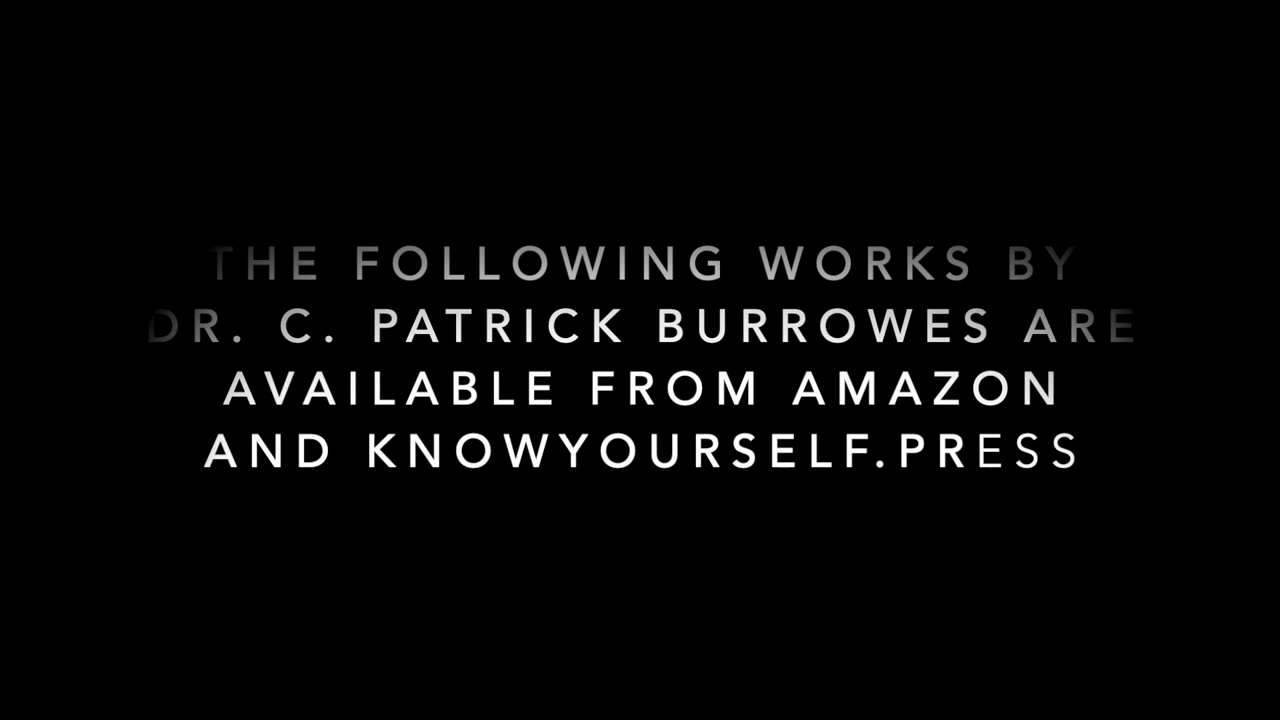 THE FOLLOWING WORKS BY
DR. C. PATRICK BURROWES ARE
AVAILABLE FROM AMAZON
AND KNOWYOURSELF.PRESS